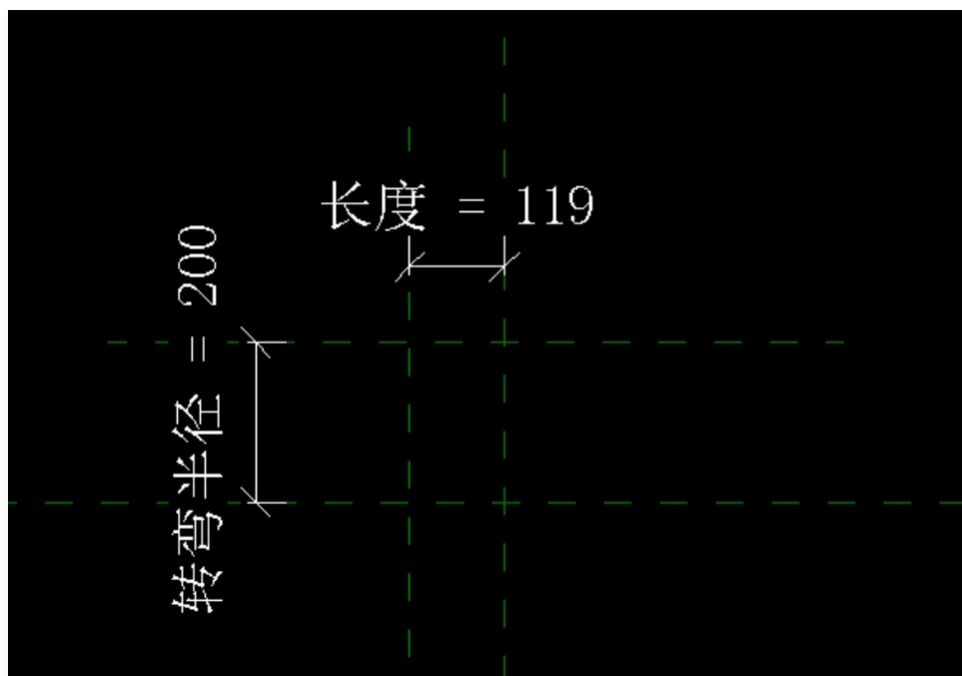 长度 = 119
转弯半径 = 200